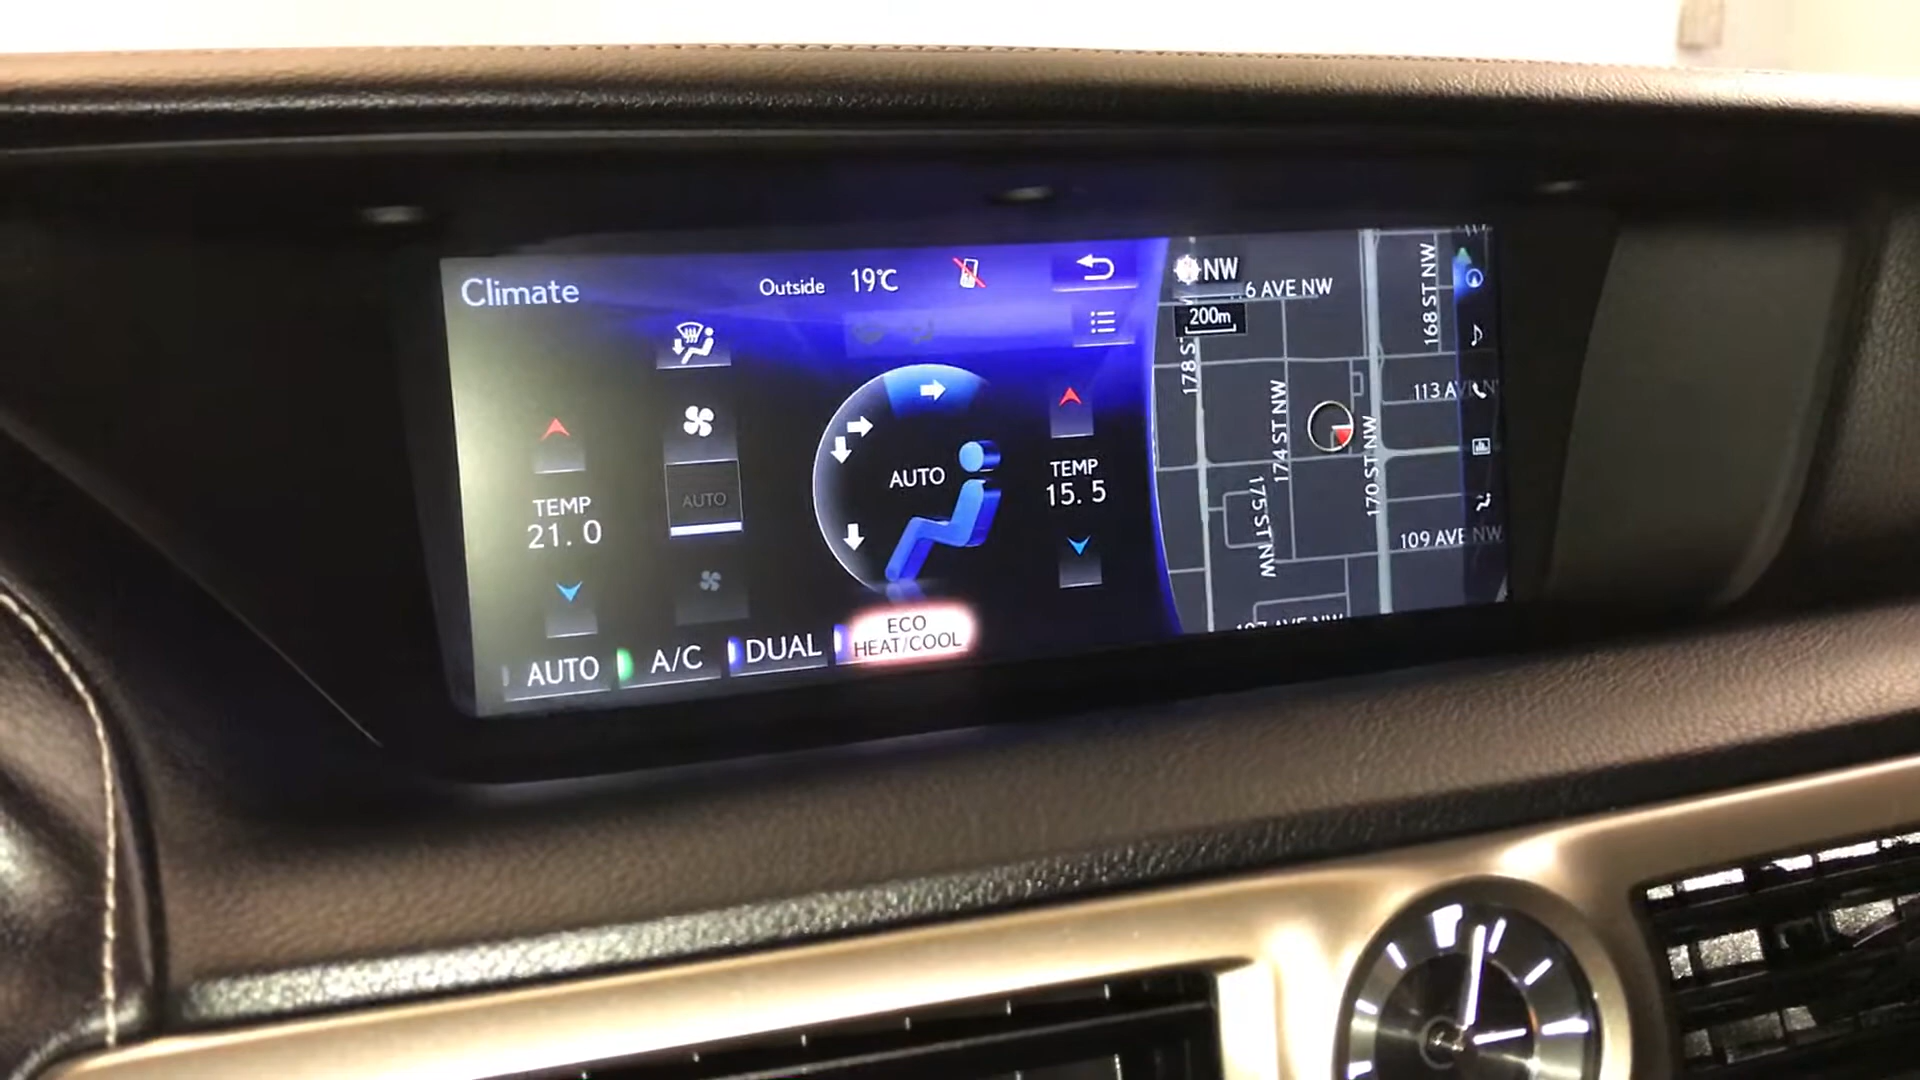 Climate
Outside 19℃
AUTO
AUTO
TEMP
21.0
TEMP
15.5
AUTO
A/C
DUAL
ECO
HEAT/COOL
NW
200m
6 AVE NW
168 ST NW
178 S
174 ST NW
113 AV
170 ST NW
175 ST NW
109 AVE NW